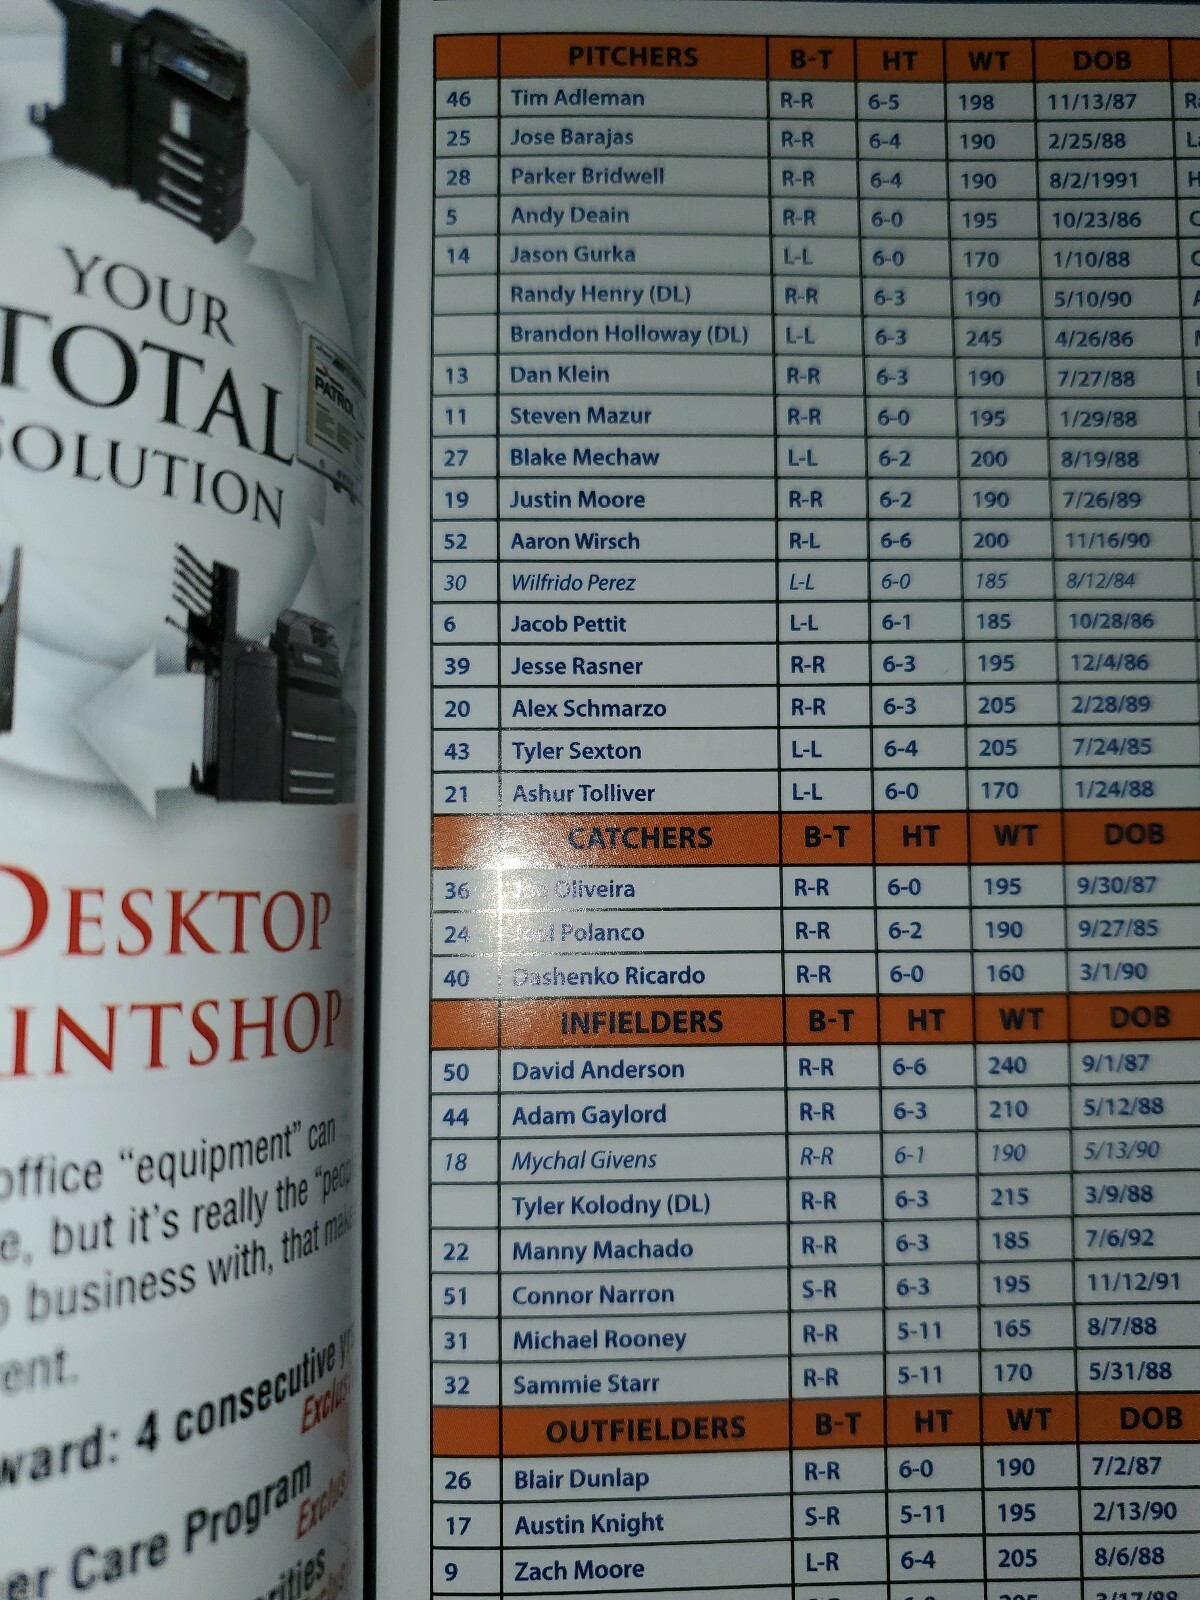 YOUR
TOTAL
SOLUTION
PATROL
DESKTOP
office "equipment" can
but it's really the
business with, that
4 consecutive
Care Program
PITCHERS B-T HT WT DOB
46 Tim Adleman R-R 6-5 198 11/13/87
25 Jose Barajas R-R 6-4 190 2/25/88
28 Parker Bridwell R-R 6-4 190 8/2/1991
5 Andy Deain R-R 6-0 195 10/23/86
14 Jason Gurka L-L 6-0 170 1/10/88
Randy Henry (DL) R-R 6-3 190 5/10/90
Brandon Holloway (DL) L-L 6-3 245 4/26/86
13 Dan Klein R-R 6-3 190 7/27/88
11 Steven Mazur R-R 6-0 195 1/29/88
27 Blake Mechaw L-L 6-2 200 8/19/88
19 Justin Moore R-R 6-2 190 7/26/89
52 Aaron Wirsch R-L 6-6 200 11/16/90
30 Wilfrido Perez L-L 6-0 185 8/12/84
6 Jacob Pettit L-L 6-1 185 10/28/86
39 Jesse Rasner R-R 6-3 195 12/4/86
20 Alex Schmarzo R-R 6-3 205 2/28/89
43 Tyler Sexton L-L 6-4 205 7/24/85
21 Ashur Tolliver L-L 6-0 170 1/24/88
CATCHERS B-T HT WT DOB
36 Oliveira R-R 6-0 195 9/30/87
24 Polanco R-R 6-2 190 9/27/85
40 Dashenko Ricardo R-R 6-0 160 3/1/90
INFIELDERS B-T HT WT DOB
50 David Anderson R-R 6-6 240 9/1/87
44 Adam Gaylord R-R 6-3 210 5/12/88
18 Mychal Givens R-R 6-1 190 5/13/90
Tyler Kolodny (DL) R-R 6-3 215 3/9/88
22 Manny Machado R-R 6-3 185 7/6/92
51 Connor Narron S-R 6-3 195 11/12/91
31 Michael Rooney R-R 5-11 165 8/7/88
32 Sammie Starr R-R 5-11 170 5/31/88
OUTFIELDERS B-T HT WT DOB
26 Blair Dunlap R-R 6-0 190 7/2/87
17 Austin Knight S-R 5-11 195 2/13/90
9 Zach Moore L-R 6-4 205 8/6/88